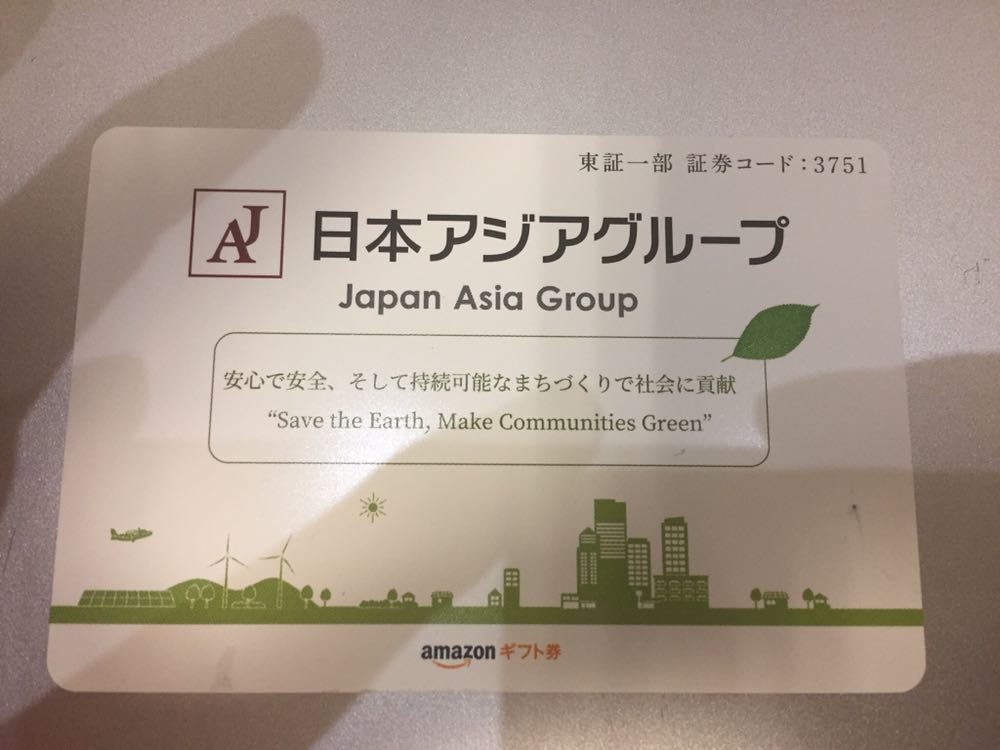 東証一部 証券コード：3751
AJ 日本アジアグループ
Japan Asia Group
安心で安全、そして持続可能なまちづくりで社会に貢献
“Save the Earth, Make Communities Green”
amazon ギフト券